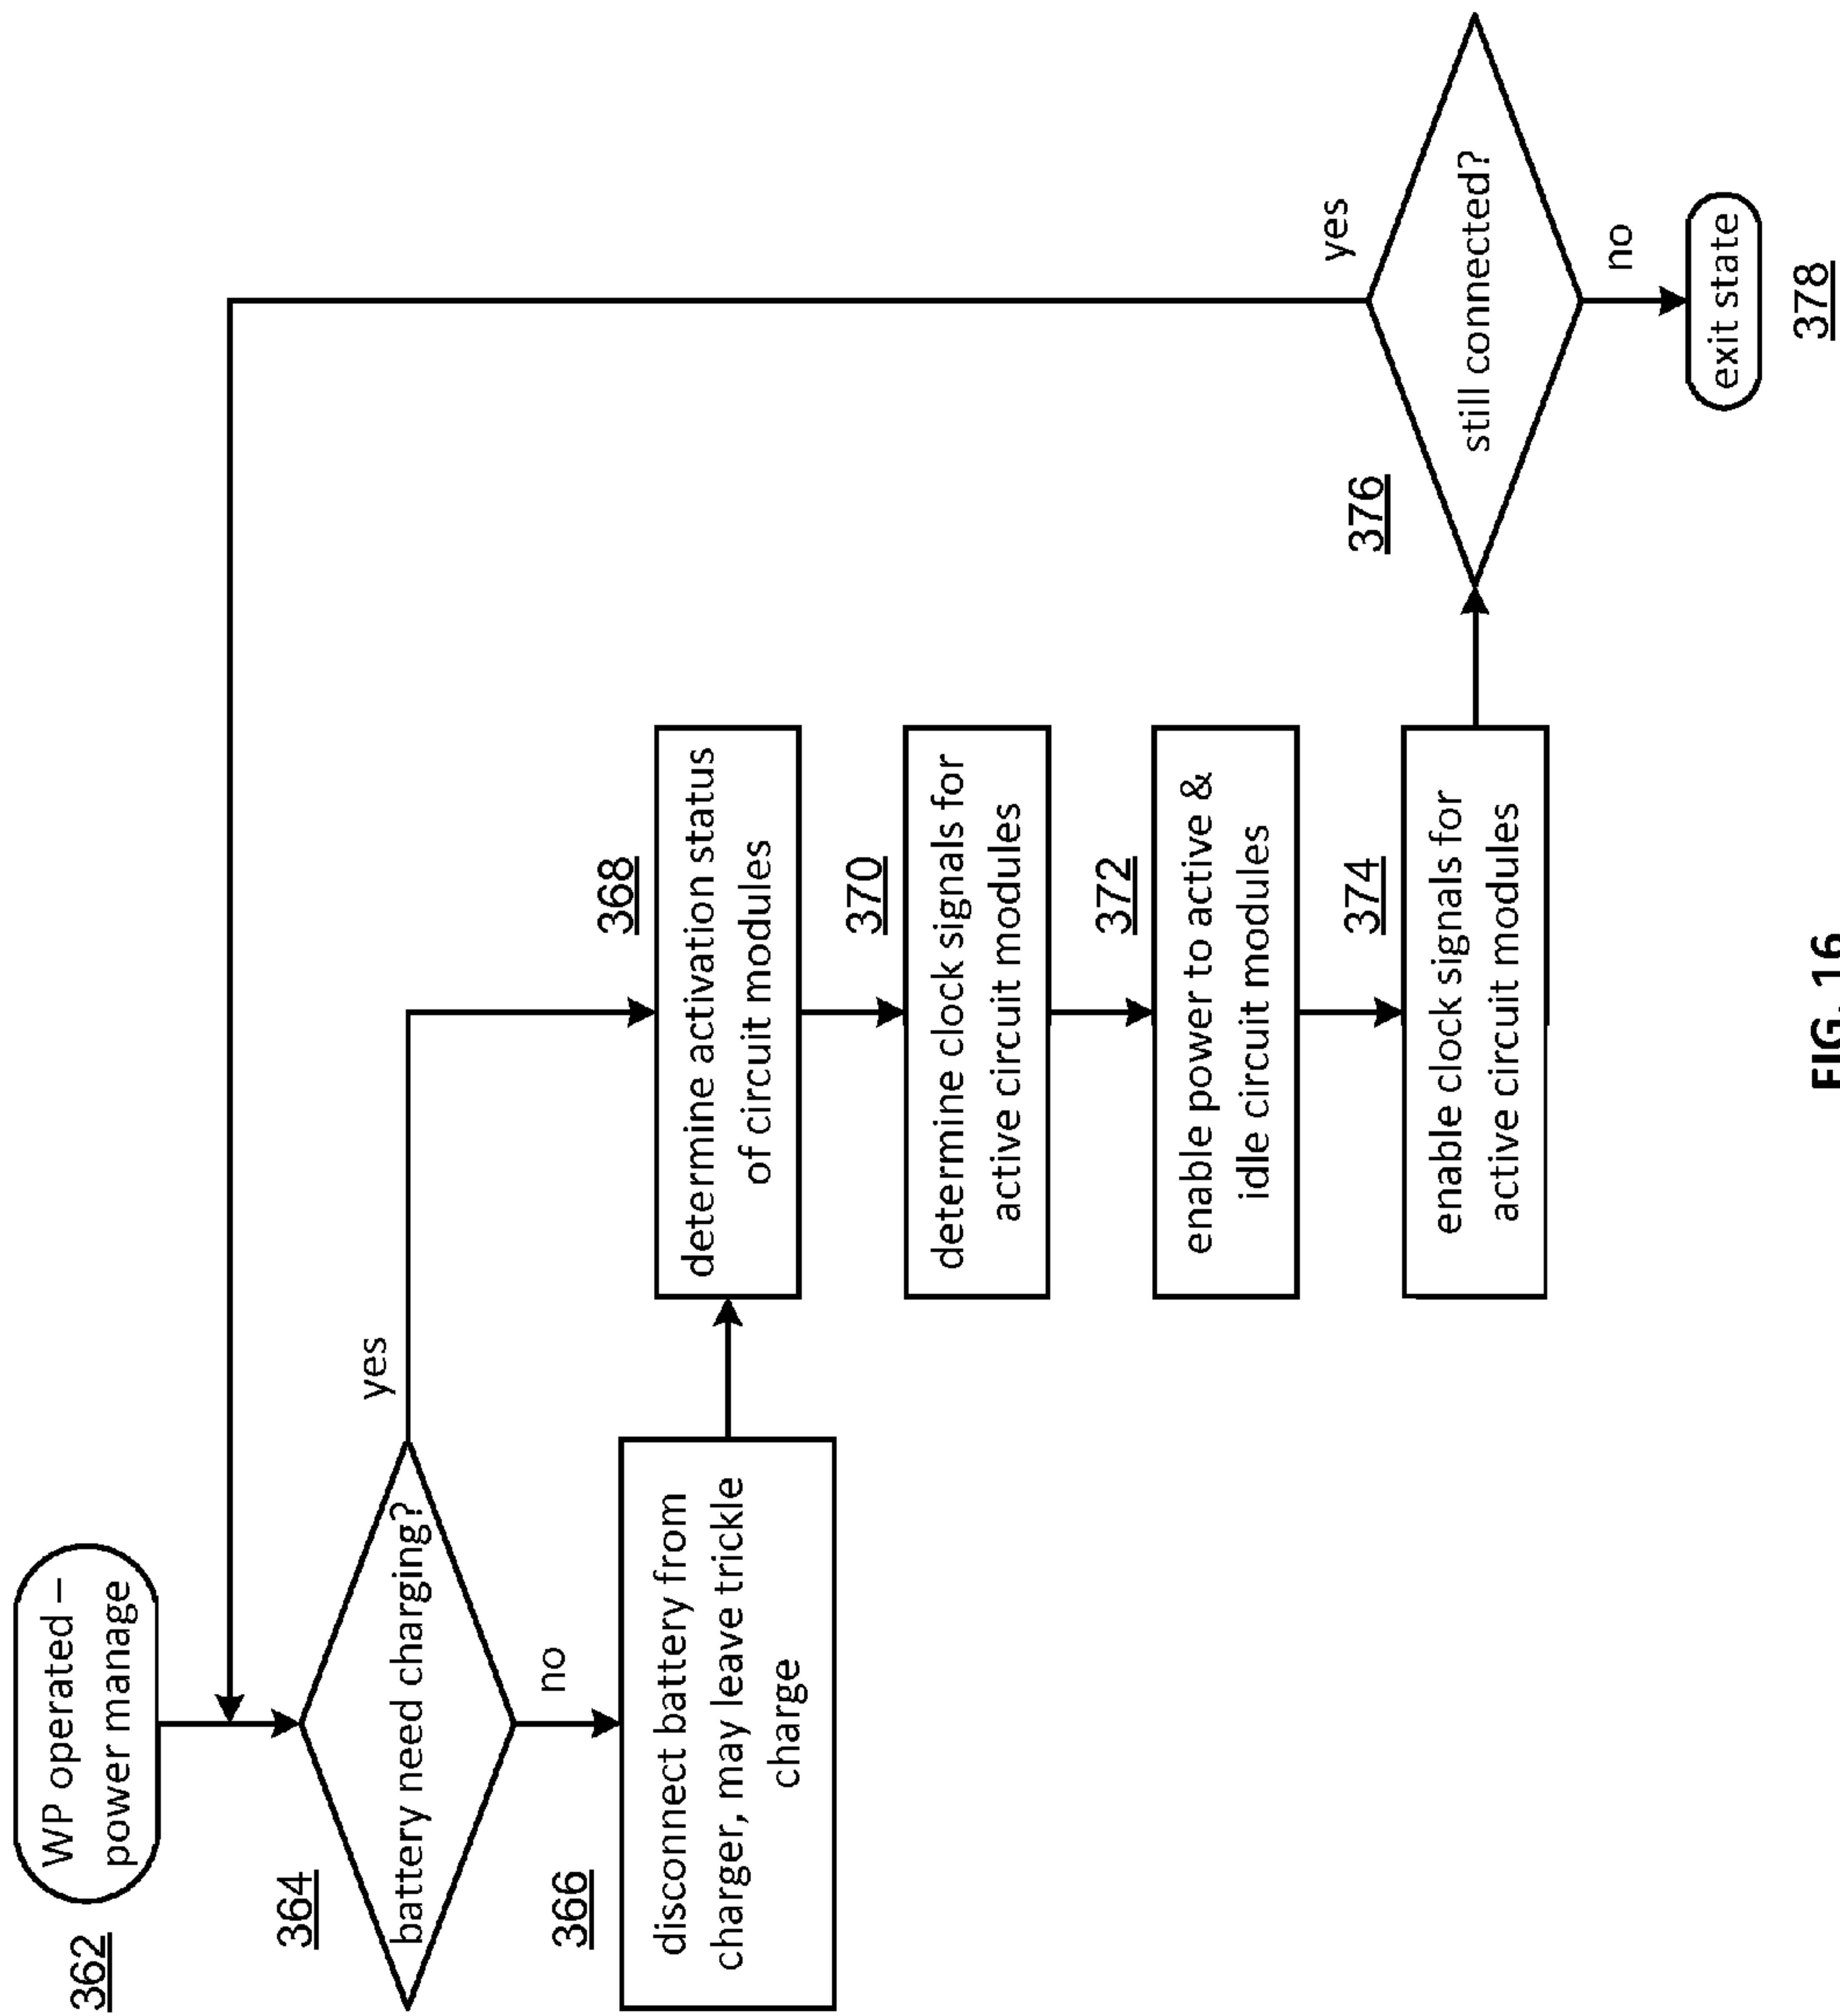 362
WP operated –
power manage
364
battery need charging?
yes
no
366
disconnect battery from
charger, may leave trickle
charge
368
determine activation status
of circuit modules
370
determine clock signals for
active circuit modules
372
enable power to active &
idle circuit modules
374
enable clock signals for
active circuit modules
376
still connected?
yes
no
exit state
378
FIG. 16